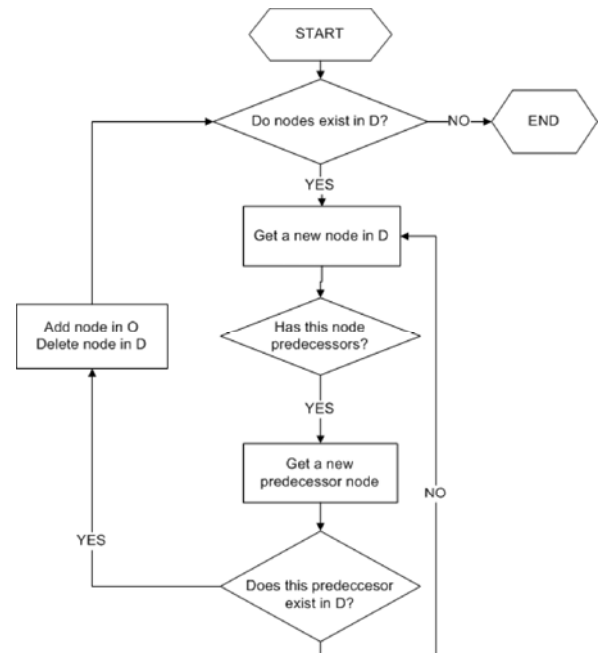 START
Do nodes exist in D?
NO
END
YES
Get a new node in D
Add node in O
Delete node in D
Has this node
predecessors?
YES
Get a new
predecessor node
NO
YES
Does this predeccesor
exist in D?